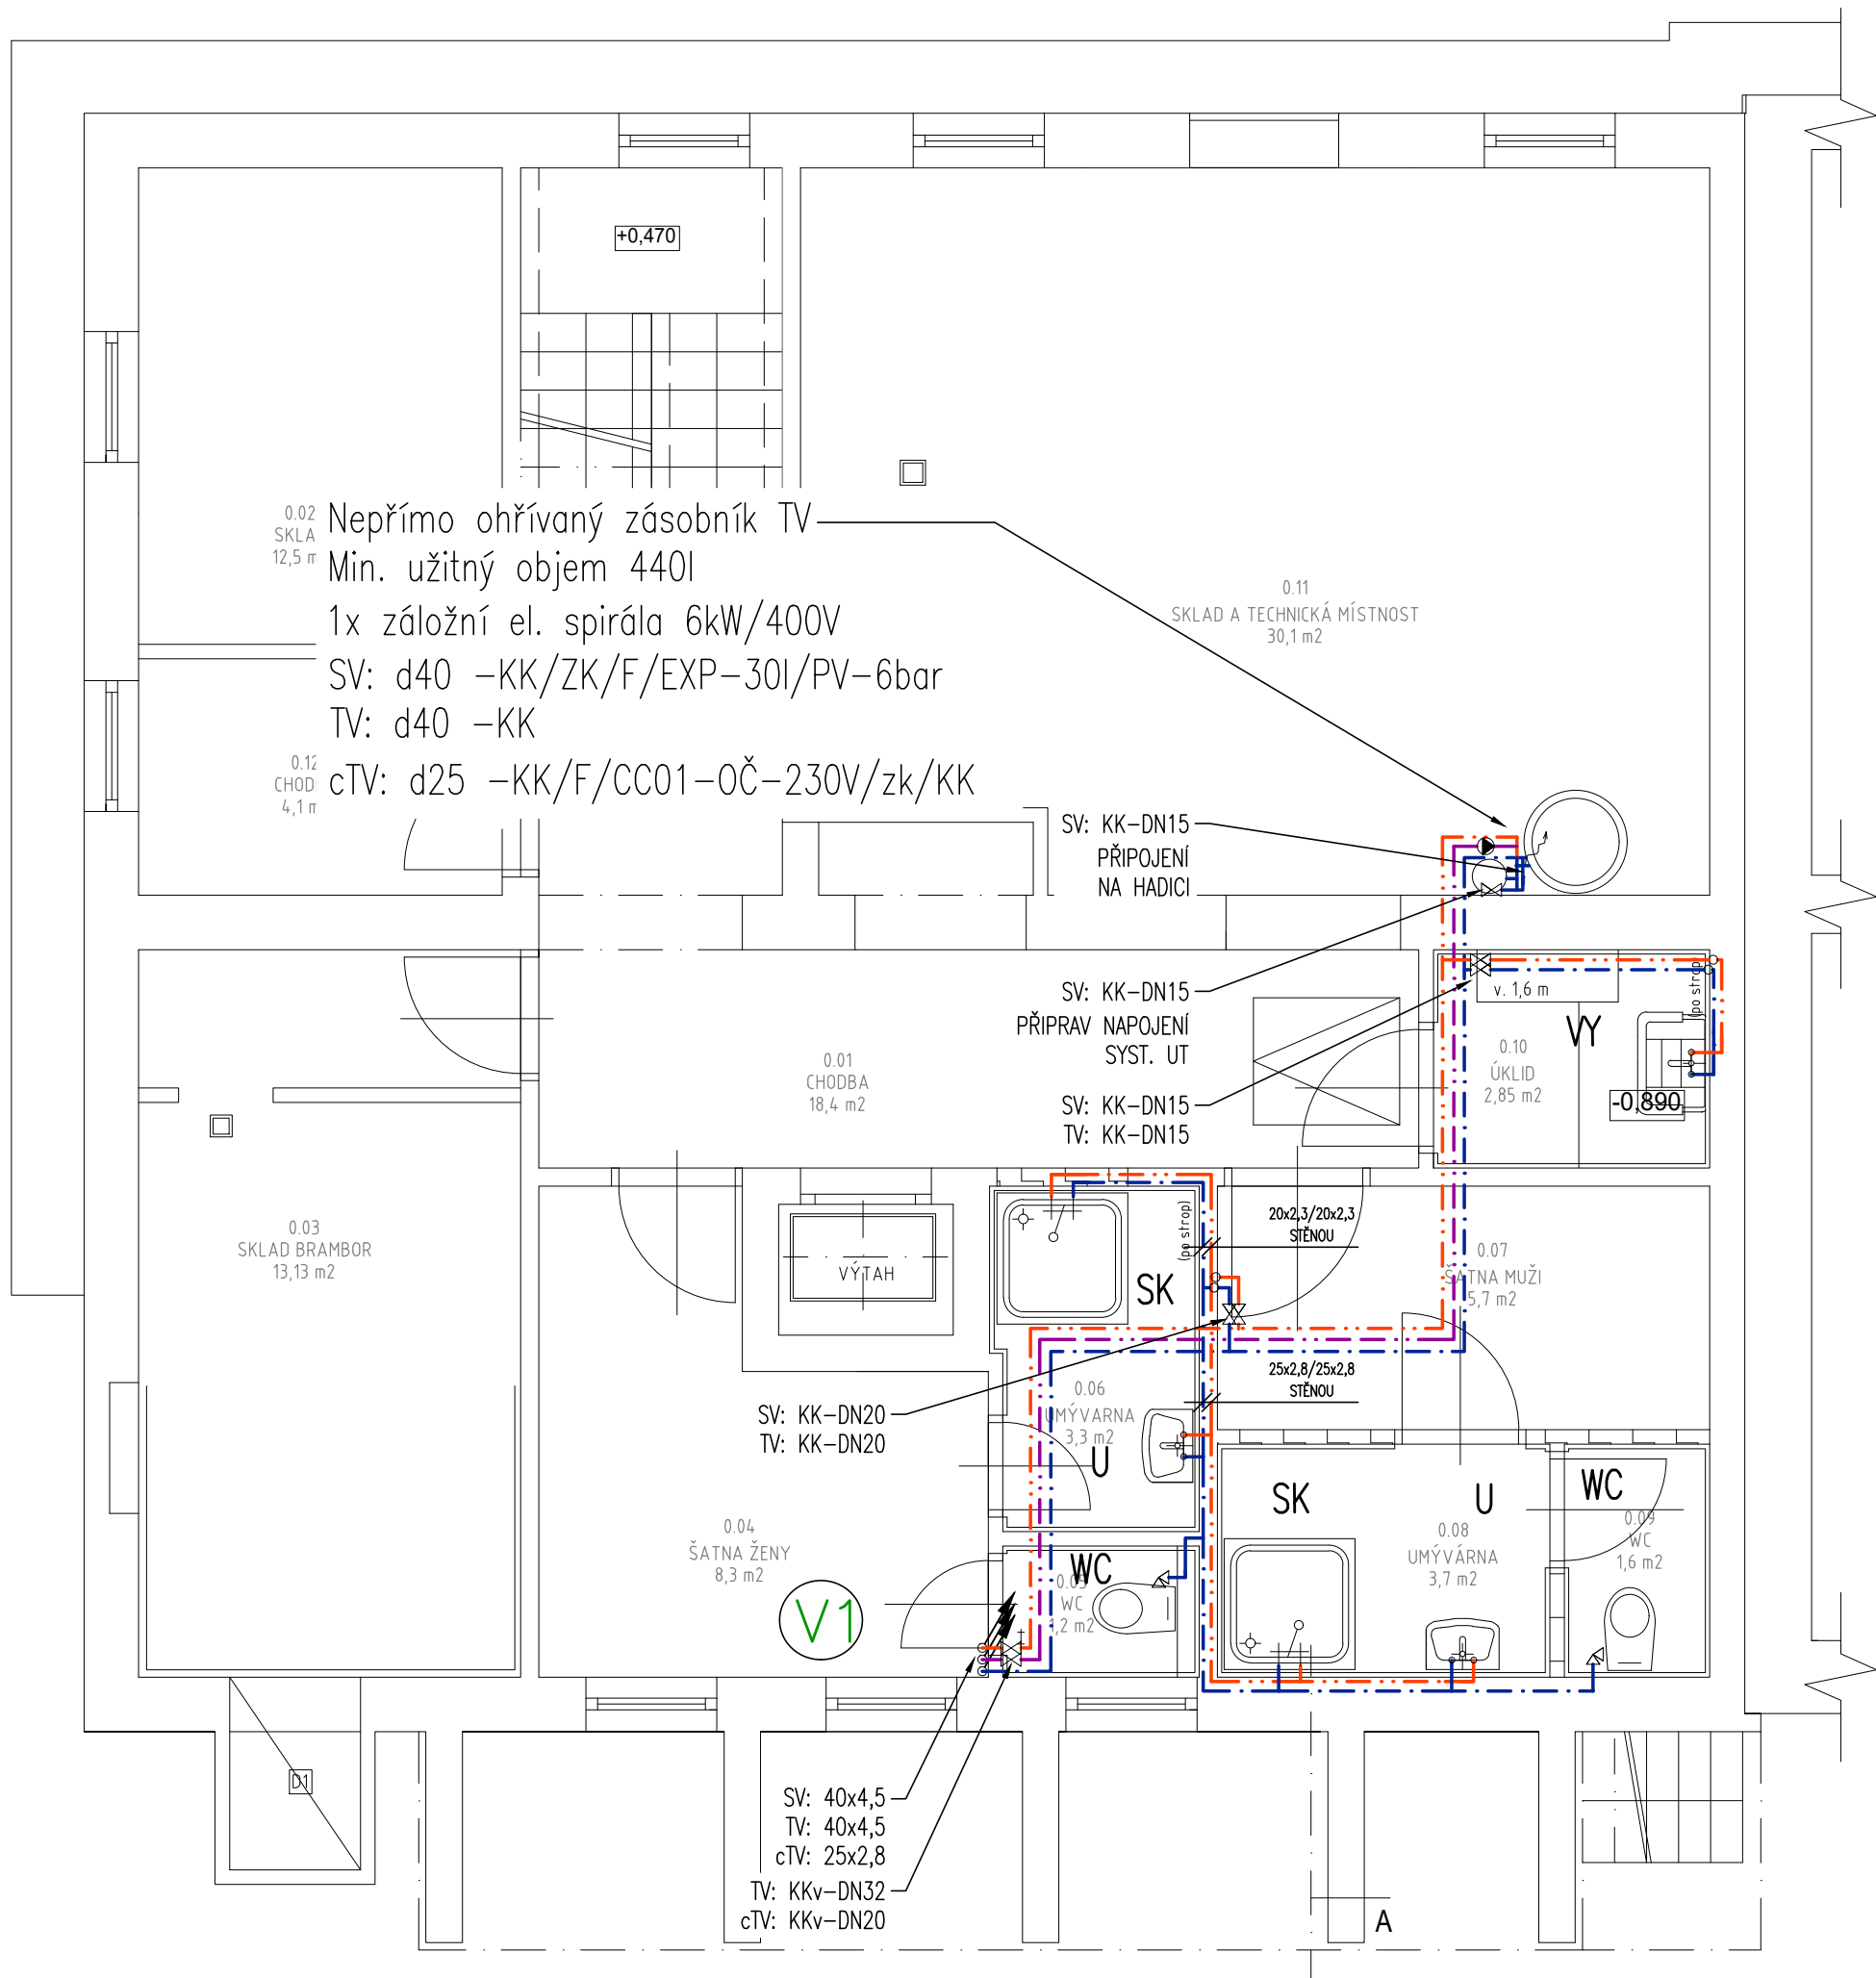 +0,470
0.02
SKLA
12,5 m
Nepřímo ohřívaný zásobník TV
Min. užitný objem 440l
1x záložní el. spirála 6kW/400V
SV: d40 -KK/ZK/F/EXP-30l/PV-6bar
TV: d40 -KK
cTV: d25 -KK/F/CC01-OČ-230V/zk/KK
0.12
CHOD
4,1 m
0.11
SKLAD A TECHNICKÁ MÍSTNOST
30,1 m2
SV: KK-DN15
PŘIPOJENÍ
NA HADICI
SV: KK-DN15
PŘIPRAV NAPOJENÍ
SYST. UT
SV: KK-DN15
TV: KK-DN15
v. 1,6 m
(po strop)
VY
0.10
ÚKLID
2,85 m2
-0,890
0.01
CHODBA
18,4 m2
0.03
SKLAD BRAMBOR
13,13 m2
VÝTAH
(po strop)
SK
20x2,3/20x2,3
STĚNOU
0.07
ŠATNA MUŽI
5,7 m2
25x2,8/25x2,8
STĚNOU
SV: KK-DN20
TV: KK-DN20
0.06
UMÝVARNA
3,3 m2
U
SK
U
WC
0.04
ŠATNA ŽENY
8,3 m2
0.08
UMÝVÁRNA
3,7 m2
0.09
WC
1,6 m2
V1
WC
0.05
WC
1,2 m2
D1
SV: 40x4,5
TV: 40x4,5
cTV: 25x2,8
TV: KKv-DN32
cTV: KKv-DN20
A